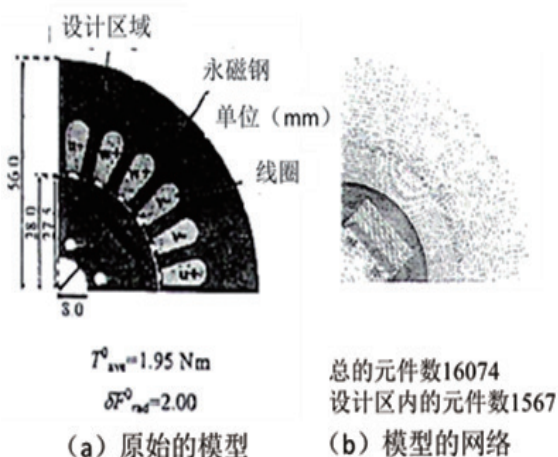 设计区域
永磁钢
单位（mm）
线圈
56.0
28.0
27.5
8.0
T⁰ave=1.95 Nm
δF⁰rad=2.00
总的元件数16074
设计区内的元件数1567
（a）原始的模型
（b）模型的网络